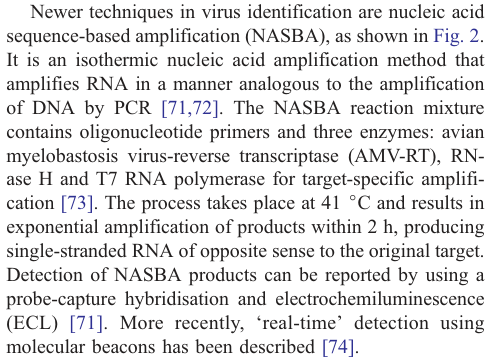 Newer techniques in virus identification are nucleic acid
sequence-based amplification (NASBA), as shown in Fig. 2.
It is an isothermic nucleic acid amplification method that
amplifies RNA in a manner analogous to the amplification
of DNA by PCR [71,72]. The NASBA reaction mixture
contains oligonucleotide primers and three enzymes: avian
myelobastosis virus-reverse transcriptase (AMV-RT), RN-
ase H and T7 RNA polymerase for target-specific amplifi-
cation [73]. The process takes place at 41 °C and results in
exponential amplification of products within 2 h, producing
single-stranded RNA of opposite sense to the original target.
Detection of NASBA products can be reported by using a
probe-capture hybridisation and electrochemiluminescence
(ECL) [71]. More recently, ‘real-time’ detection using
molecular beacons has been described [74].